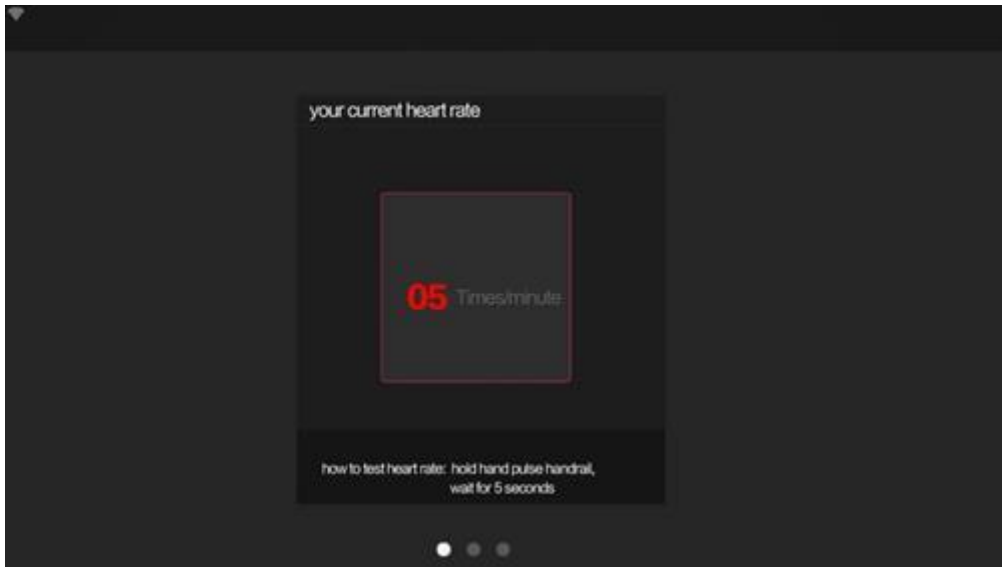 your current heart rate
05 Times/minute
how to test heart rate: hold hand pulse handrail,
wait for 5 seconds